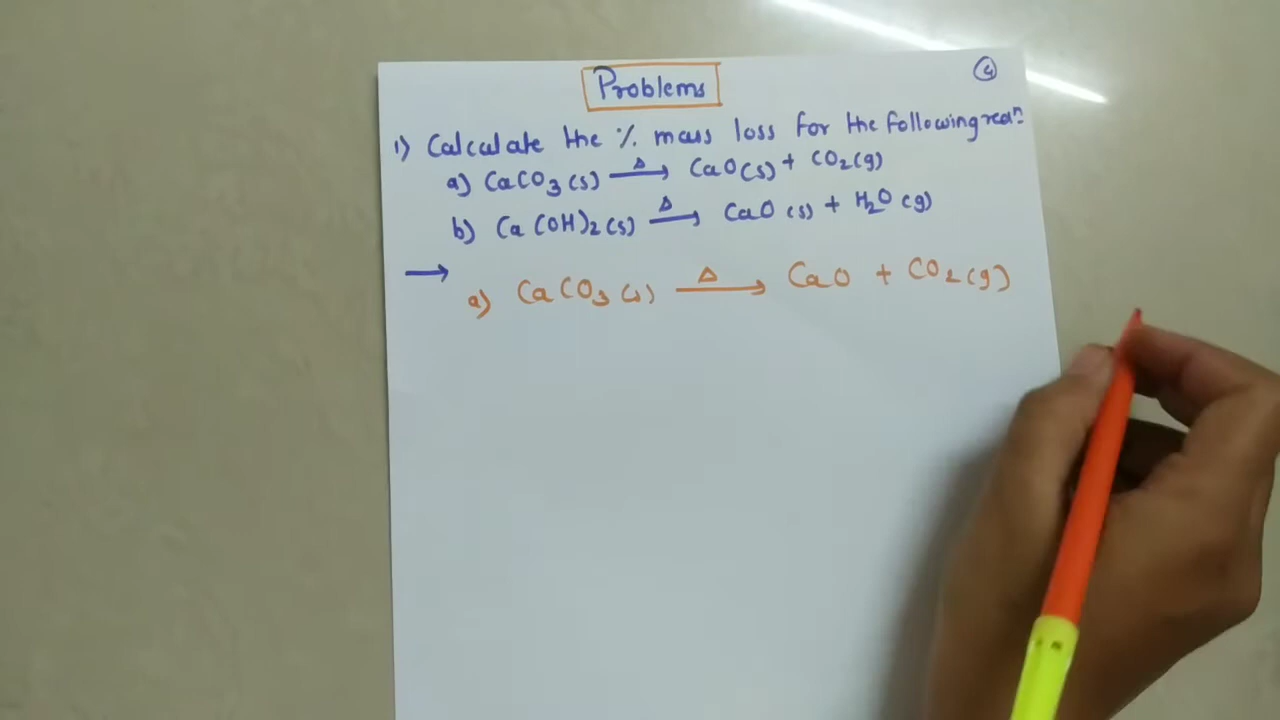 Problems
4
1) Calculate the % mass loss for the following reaⁿ?
a) CaCO₃(s) Δ→ CaO(s) + CO₂(g)
b) Ca(OH)₂(s) Δ→ CaO(s) + H₂O(g)
→
a) CaCO₃(s) Δ→ CaO + CO₂(g)